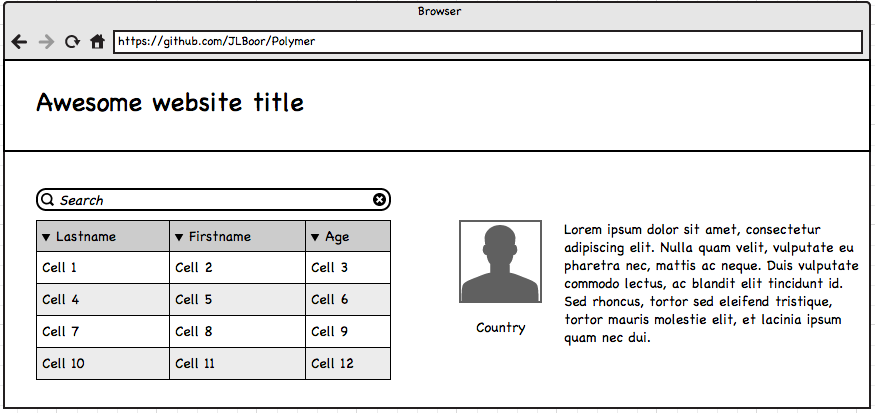 Browser
https://github.com/JLBoor/Polymer
Awesome website title
Search
Lastname Firstname Age
Cell 1 Cell 2 Cell 3
Cell 4 Cell 5 Cell 6
Cell 7 Cell 8 Cell 9
Cell 10 Cell 11 Cell 12
Country
Lorem ipsum dolor sit amet, consectetur
adipiscing elit. Nulla quam velit, vulputate eu
pharetra nec, mattis ac neque. Duis vulputate
commodo lectus, ac blandit elit tincidunt id.
Sed rhoncus, tortor sed eleifend tristique,
tortor mauris molestie elit, et lacinia ipsum
quam nec dui.